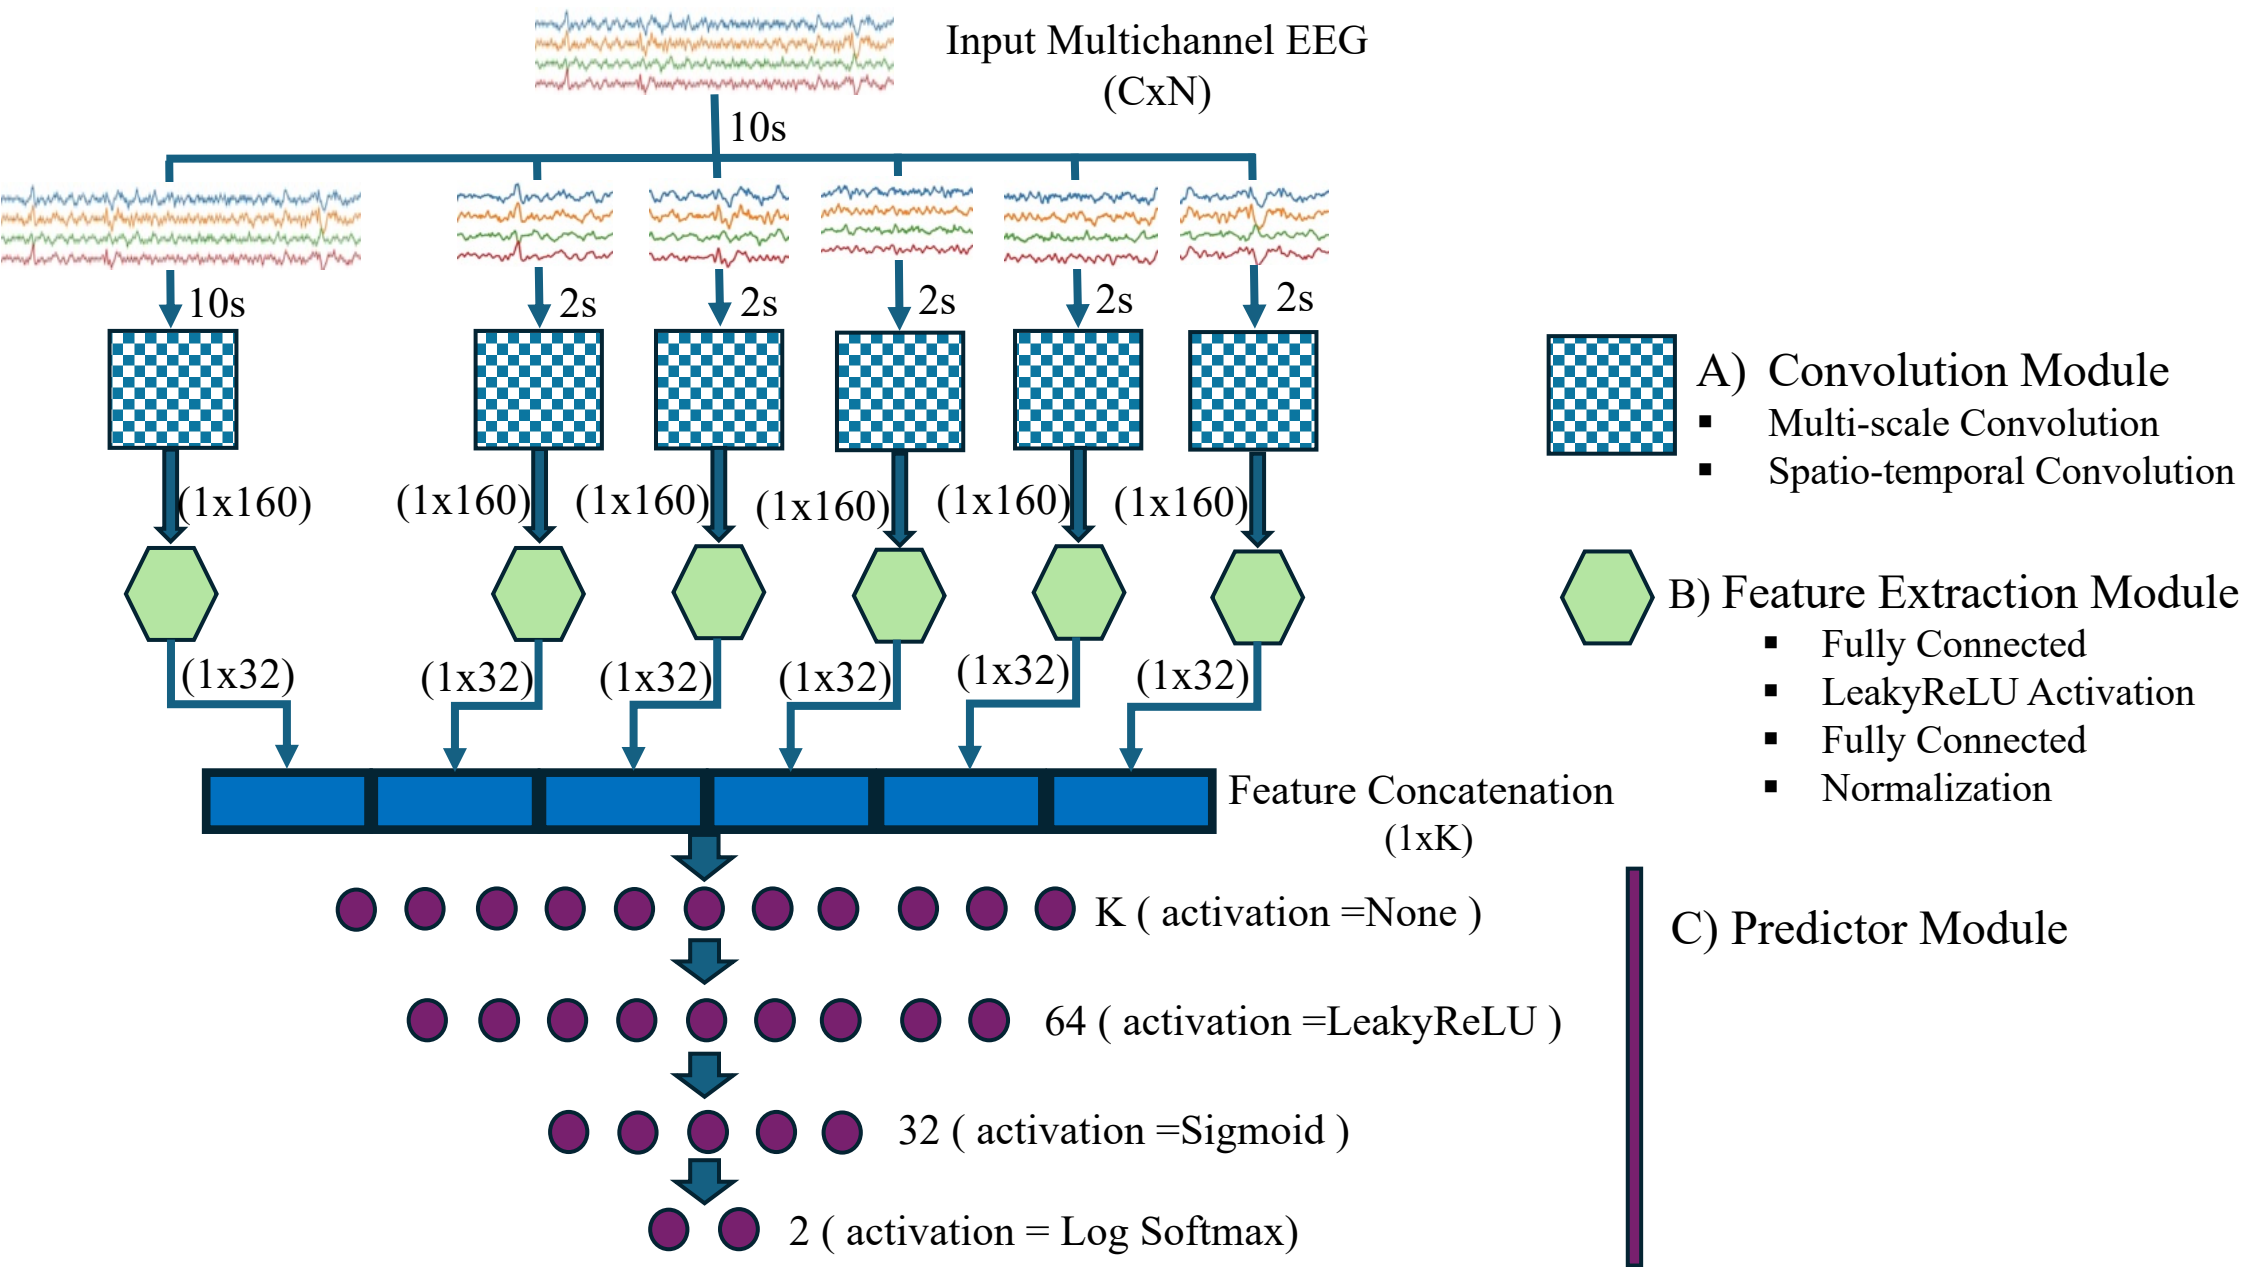 Input Multichannel EEG
(CxN)
10s
10s
2s
2s
2s
2s
2s
(1x160)
(1x160)
(1x160)
(1x160)
(1x160)
(1x160)
(1x32)
(1x32)
(1x32)
(1x32)
(1x32)
(1x32)
Feature Concatenation
(1xK)
K ( activation =None )
64 ( activation =LeakyReLU )
32 ( activation =Sigmoid )
2 ( activation = Log Softmax)
A) Convolution Module
▪ Multi-scale Convolution
▪ Spatio-temporal Convolution
B) Feature Extraction Module
▪ Fully Connected
▪ LeakyReLU Activation
▪ Fully Connected
▪ Normalization
C) Predictor Module